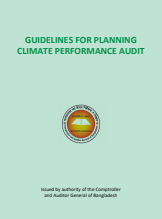 GUIDELINES FOR PLANNING
CLIMATE PERFORMANCE AUDIT
Issued by authority of the Comptroller
and Auditor General of Bangladesh